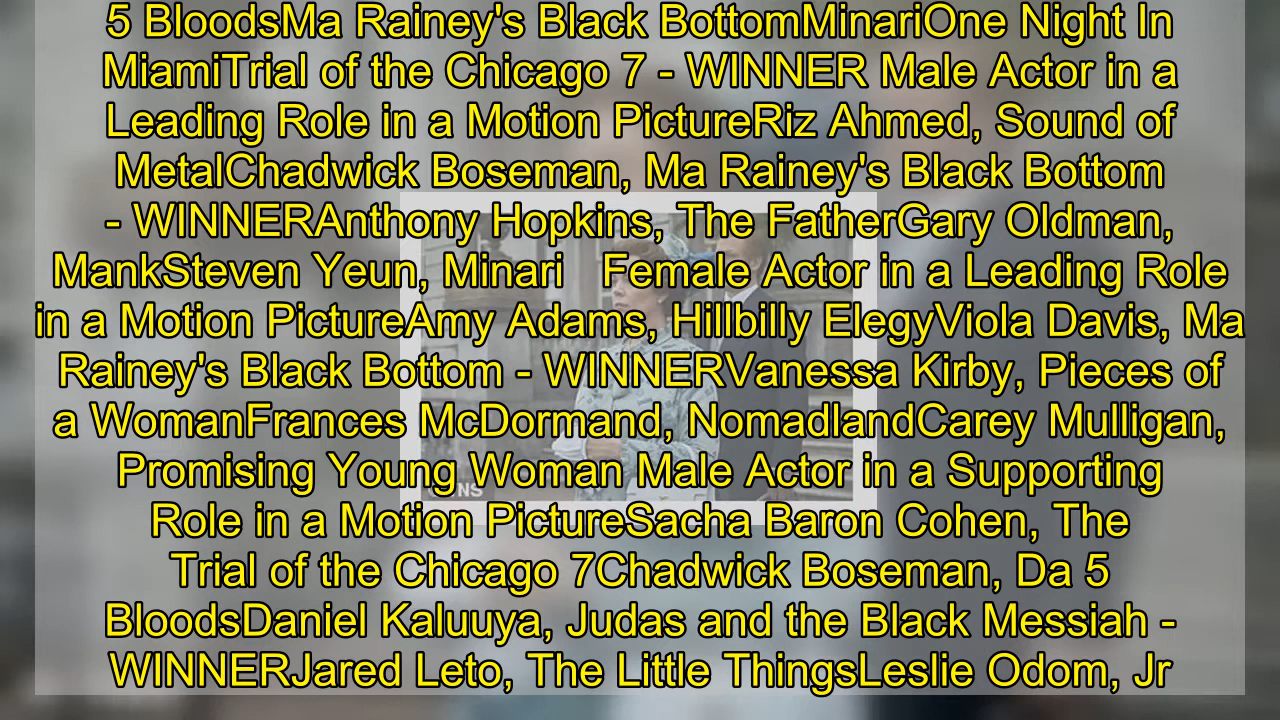 5 BloodsMa Rainey's Black BottomMinariOne Night In
MiamiTrial of the Chicago 7 - WINNER Male Actor in a
Leading Role in a Motion PictureRiz Ahmed, Sound of
MetalChadwick Boseman, Ma Rainey's Black Bottom
- WINNERAnthony Hopkins, The FatherGary Oldman,
MankSteven Yeun, Minari   Female Actor in a Leading Role
in a Motion PictureAmy Adams, Hillbilly ElegyViola Davis, Ma
Rainey's Black Bottom - WINNERVanessa Kirby, Pieces of
a WomanFrances McDormand, NomadlandCarey Mulligan,
Promising Young Woman Male Actor in a Supporting
NS
Role in a Motion PictureSacha Baron Cohen, The
Trial of the Chicago 7Chadwick Boseman, Da 5
BloodsDaniel Kaluuya, Judas and the Black Messiah -
WINNERJared Leto, The Little ThingsLeslie Odom, Jr